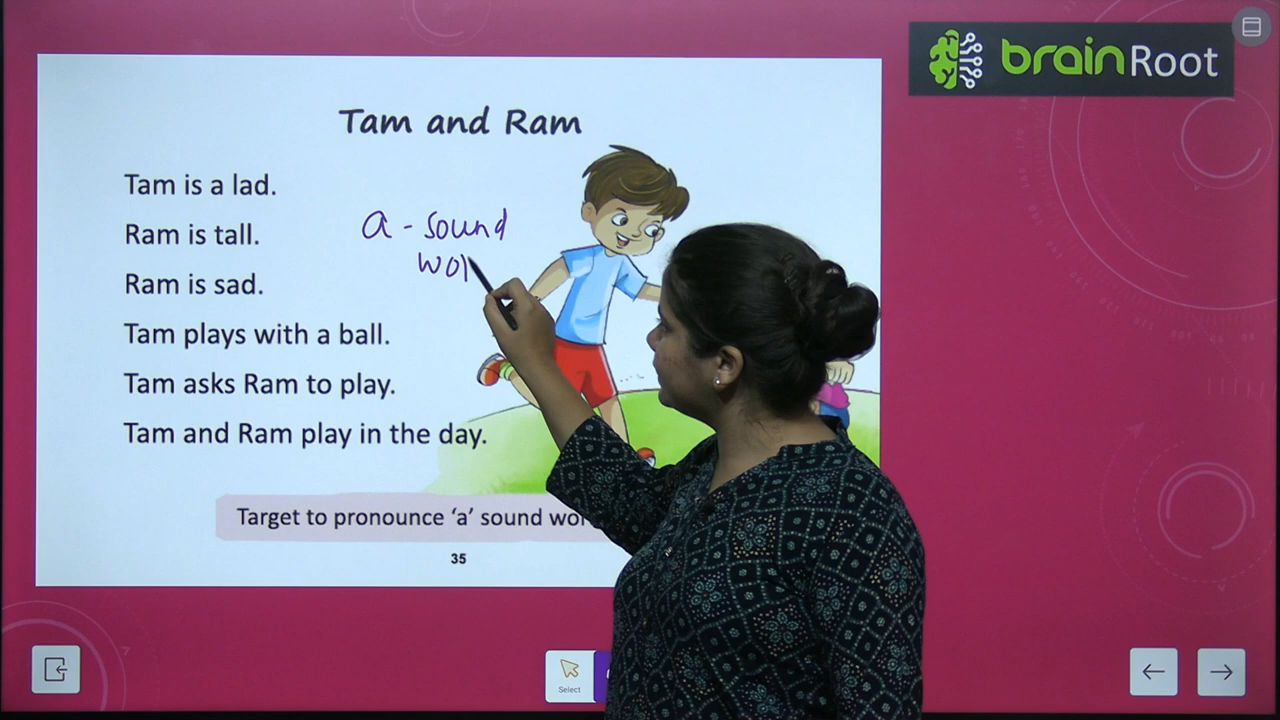 brainRoot
Tam and Ram
Tam is a lad.
Ram is tall.
Ram is sad.
Tam plays with a ball.
Tam asks Ram to play.
Tam and Ram play in the day.
a - sound
Target to pronounce ‘a’ sound
35
Select